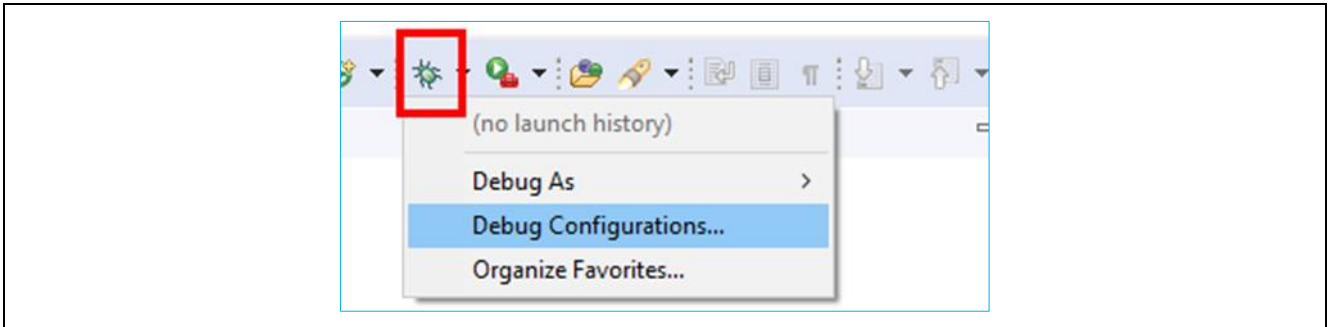 (no launch history)
Debug As
Debug Configurations...
Organize Favorites...